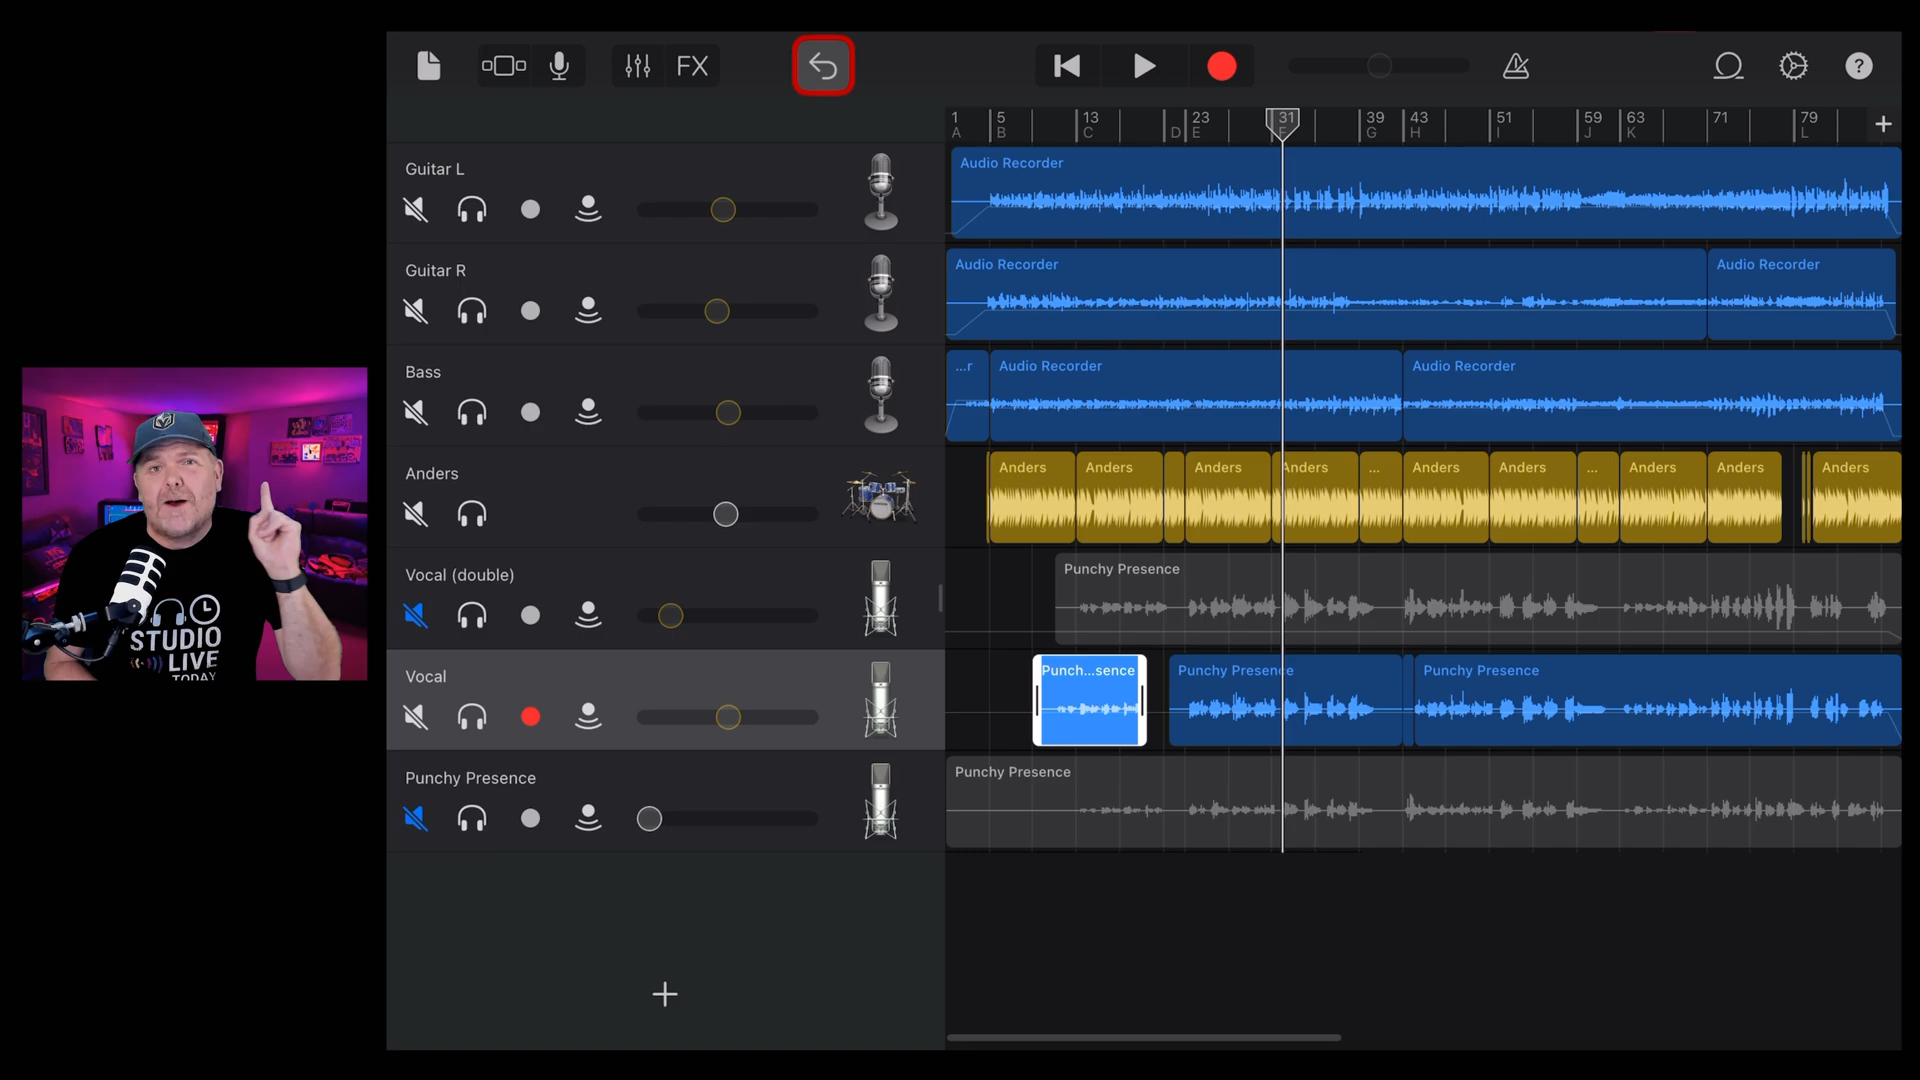 FX
?
1 5 13 23 31 39 43 51 59 63 71 79
A B C D E F G H I J K L
Guitar L
Audio Recorder
Guitar R
Audio Recorder Audio Recorder
Bass
...r Audio Recorder Audio Recorder
Anders
Anders Anders Anders Anders ... Anders Anders ... Anders Anders Anders
Vocal (double)
Punchy Presence
Vocal
Punch...sence Punchy Presence Punchy Presence
Punchy Presence
Punchy Presence
STUDIO
LIVE
TODAY